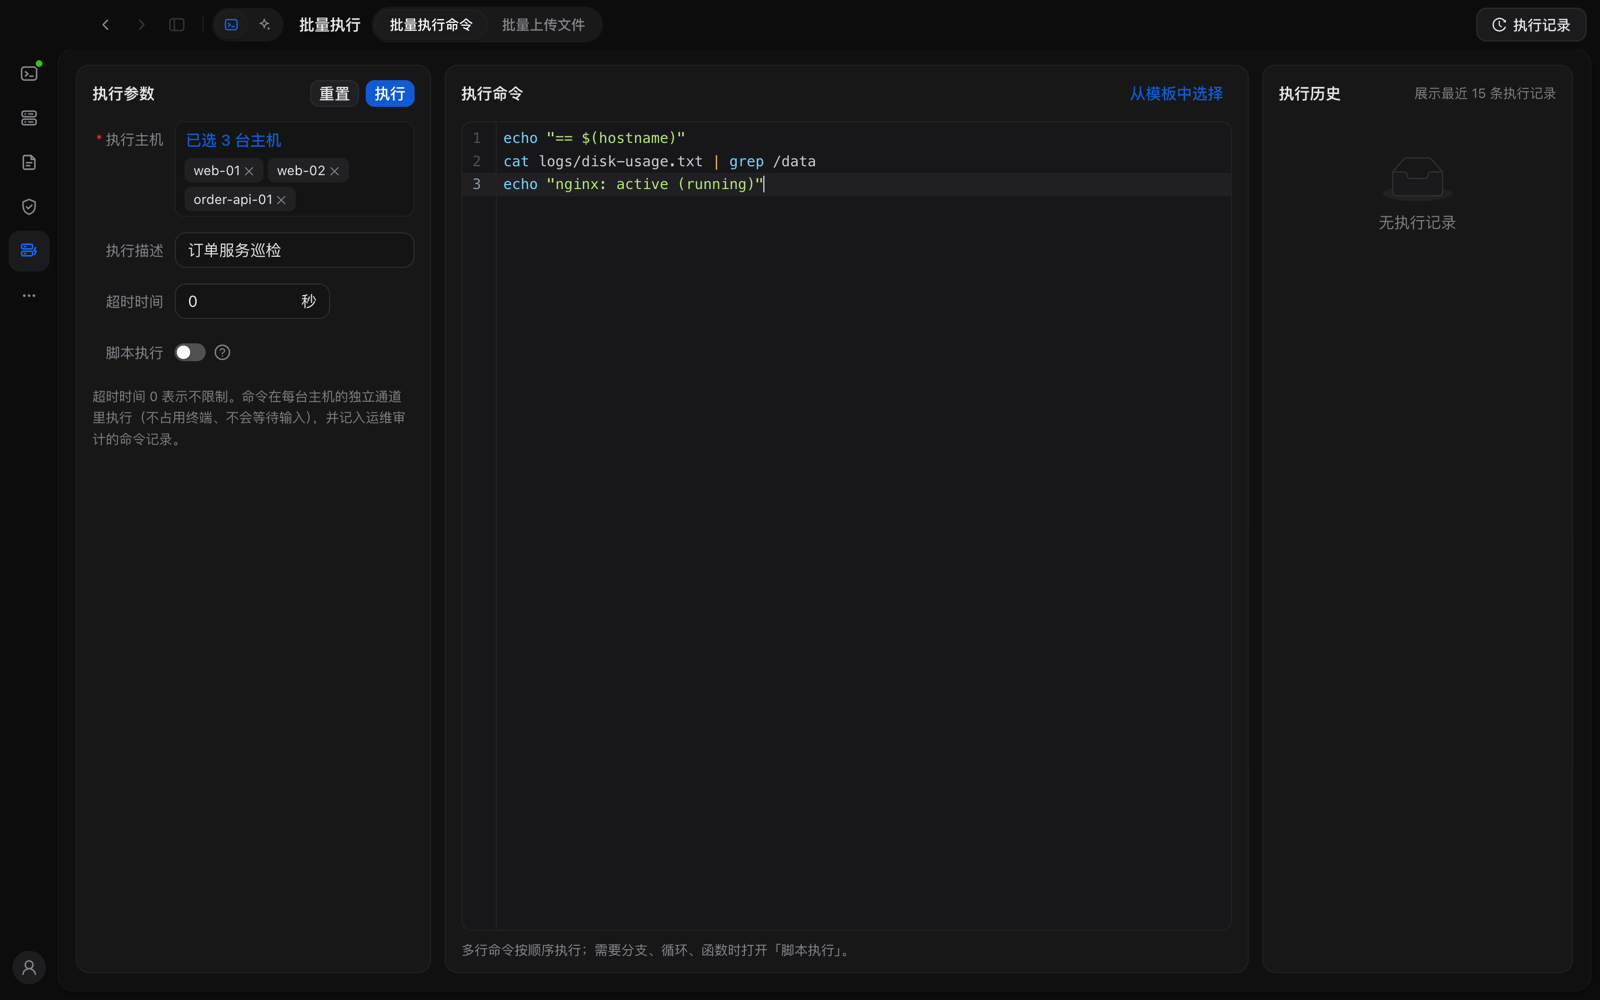 批量执行
批量执行命令
批量上传文件
执行记录
执行参数
重置
执行
* 执行主机
已选 3 台主机
web-01
web-02
order-api-01
执行描述
订单服务巡检
超时时间
0
秒
脚本执行
超时时间 0 表示不限制。命令在每台主机的独立通道
里执行（不占用终端、不会等待输入），并记入运维审
计的命令记录。
执行命令
从模板中选择
1 echo "== $(hostname)"
2 cat logs/disk-usage.txt | grep /data
3 echo "nginx: active (running)"
多行命令按顺序执行；需要分支、循环、函数时打开「脚本执行」。
执行历史
展示最近 15 条执行记录
无执行记录